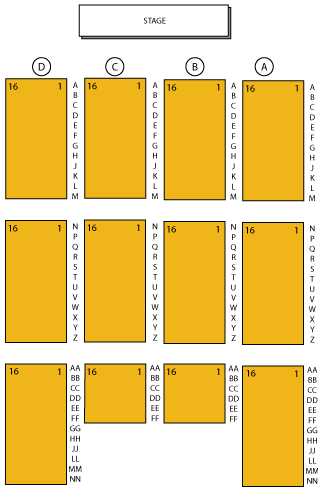 STAGE
D C B A
16 1 A 16 1 A 16 1 A 16 1 A
B B B B
C C C C
D D D D
E E E E
F F F F
G G G G
H H H H
J J J J
K K K K
L L L L
M M M M
16 1 N 16 1 N 16 1 N 16 1 N
P P P P
Q Q Q Q
R R R R
S S S S
T T T T
U U U U
V V V V
W W W W
X X X X
Y Y Y Y
Z Z Z Z
16 1 AA 16 1 AA 16 1 AA 16 1 AA
BB BB BB BB
CC CC CC CC
DD DD DD DD
EE EE EE EE
FF FF FF FF
GG GG
HH HH
JJ JJ
LL LL
MM MM
NN NN